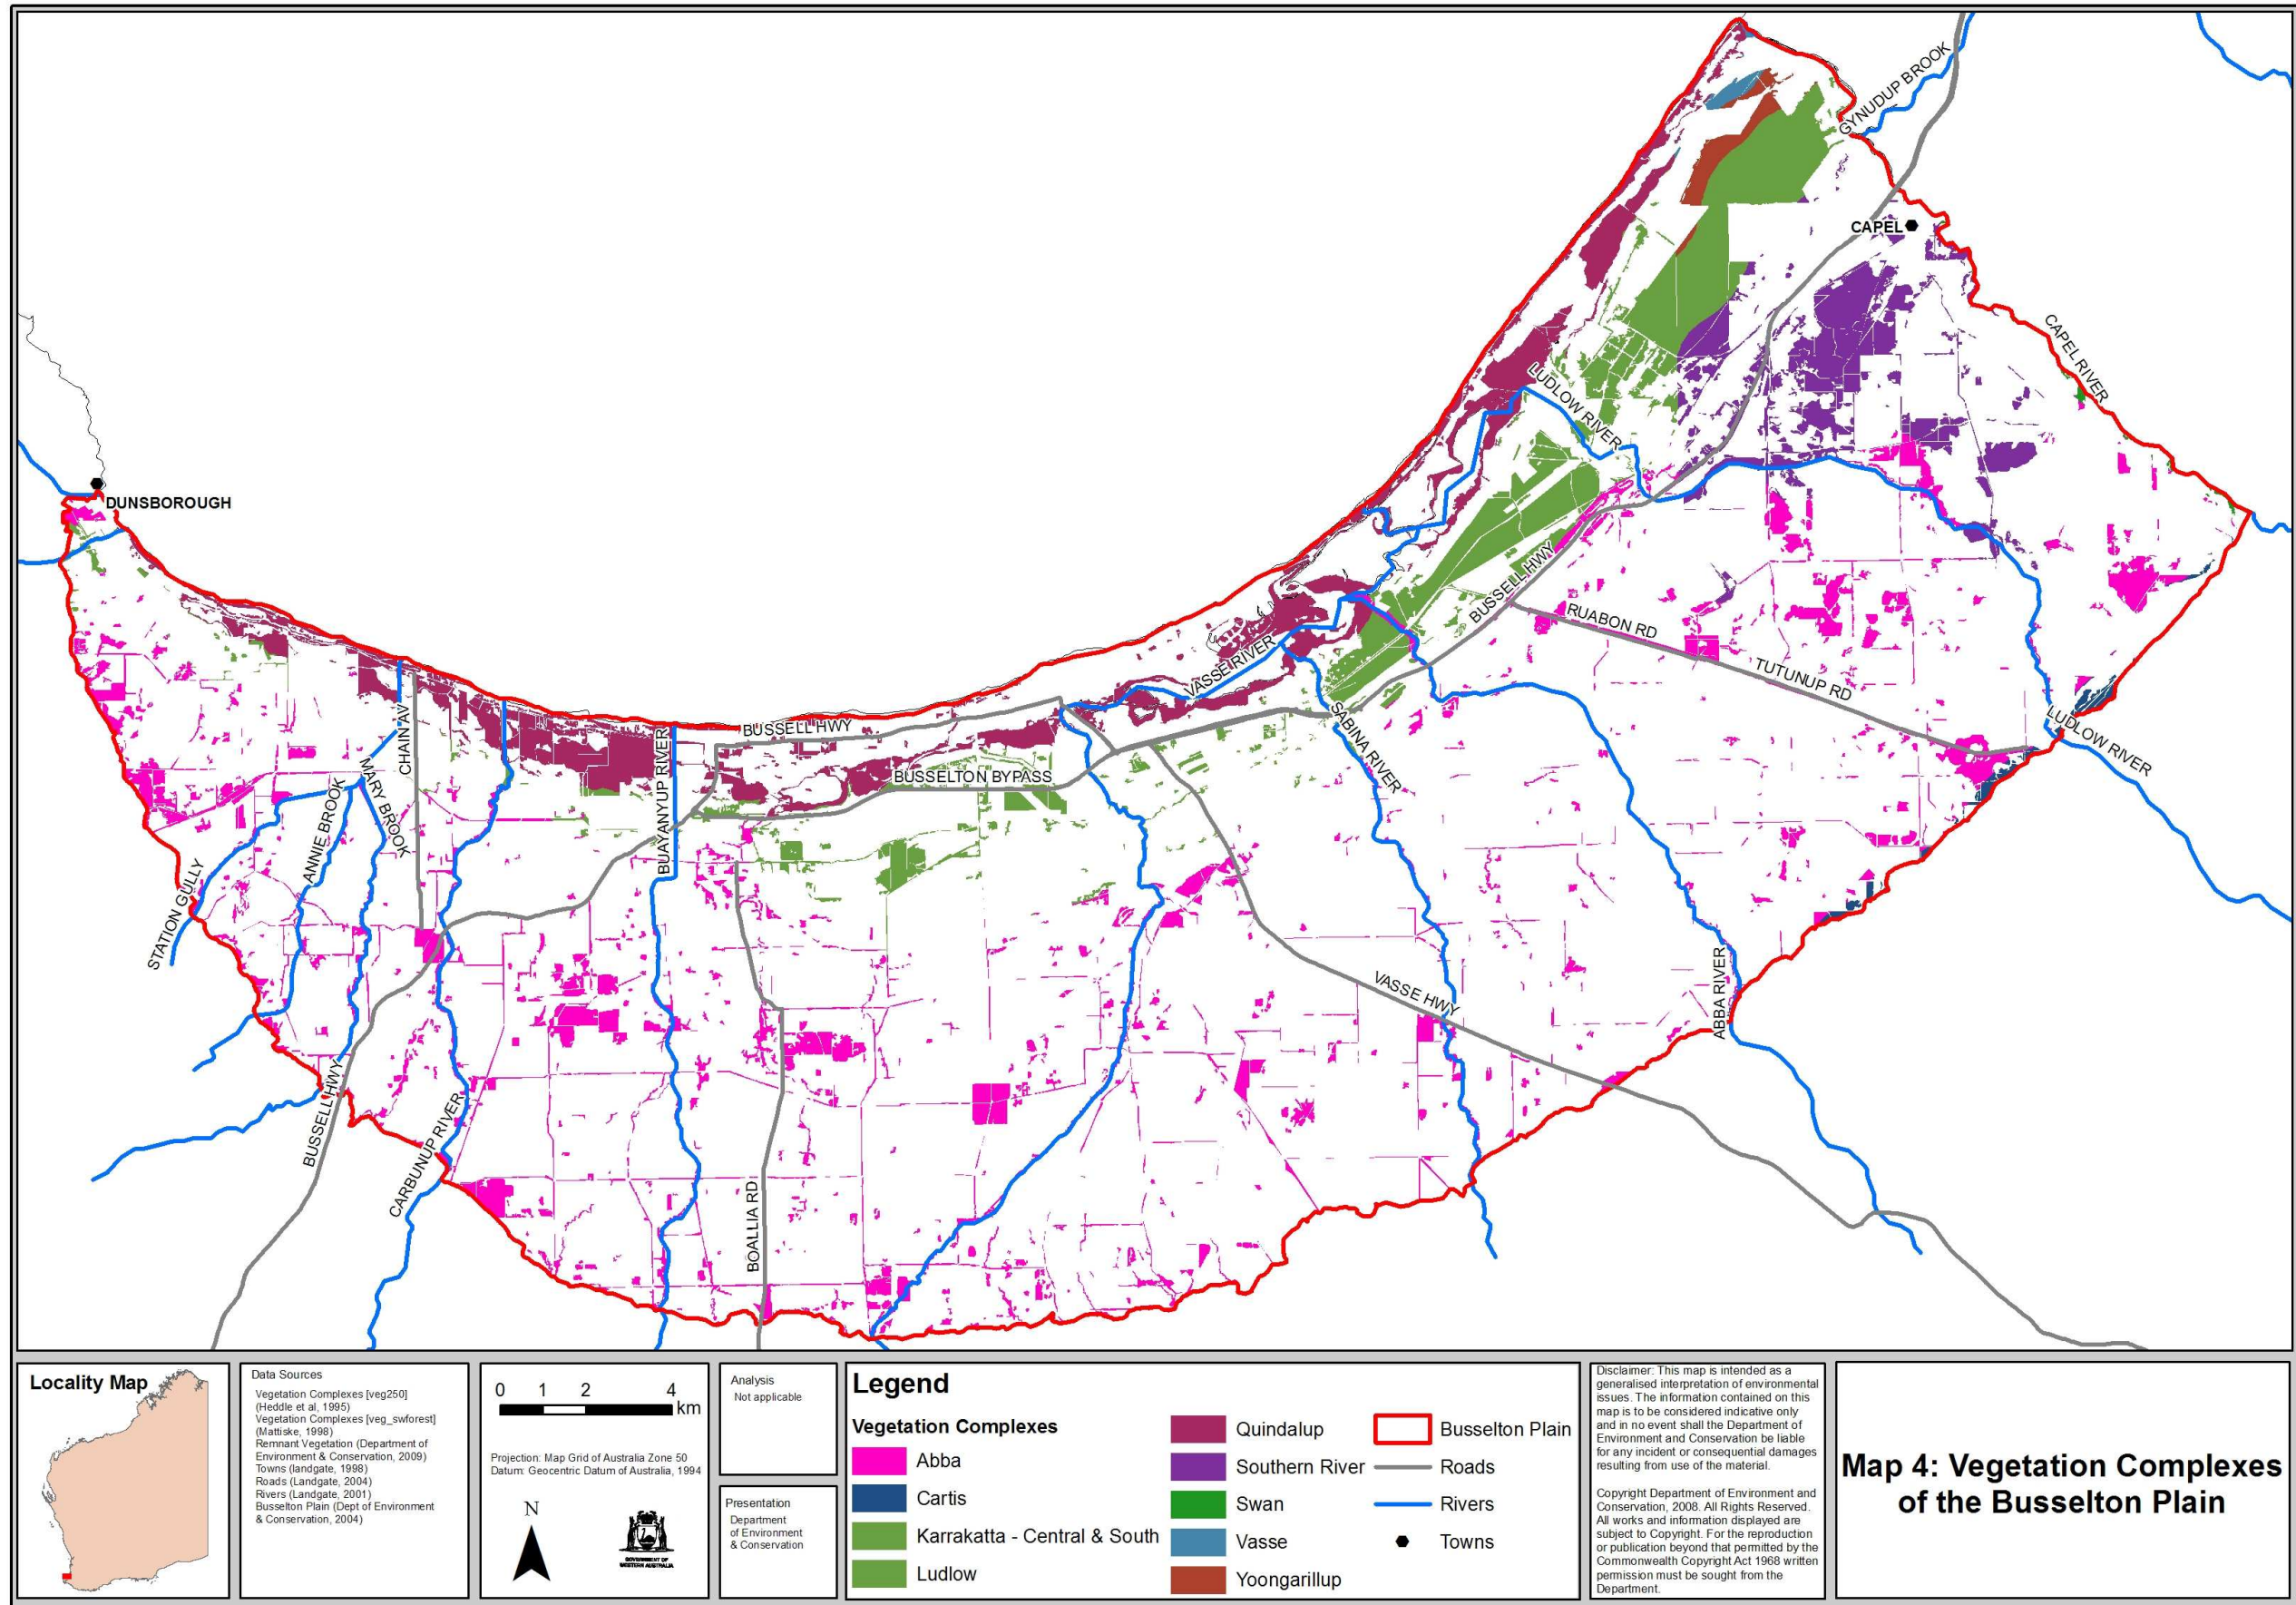 GYNUDUP BROOK
CAPEL
CAPEL RIVER
LUDLOW RIVER
DUNSBOROUGH
BUSSELL HWY
RUABON RD
TUTUNUP RD
VASSE RIVER
LUDLOW RIVER
SABINA RIVER
BUSSELL HWY
BUSSELTON BYPASS
BUAYANYUP RIVER
CHAIN AV
MARY BROOK
ANNIE BROOK
STATION GULLY
VASSE HWY
ABBA RIVER
BUSSELL HWY
CARBUNUP RIVER
BOALLIA RD
Locality Map
Data Sources
Vegetation Complexes [veg250]
(Heddle et al, 1995)
Vegetation Complexes [veg_swforest]
(Mattiske, 1998)
Remnant Vegetation (Department of
Environment & Conservation, 2009)
Towns (landgate, 1998)
Roads (Landgate, 2004)
Rivers (Landgate, 2001)
Busselton Plain (Dept of Environment
& Conservation, 2004)
0 1 2 4
km
Projection: Map Grid of Australia Zone 50
Datum: Geocentric Datum of Australia, 1994
N
GOVERNMENT OF
WESTERN AUSTRALIA
Analysis
Not applicable
Presentation
Department
of Environment
& Conservation
Legend
Vegetation Complexes
Abba
Cartis
Karrakatta - Central & South
Ludlow
Quindalup
Southern River
Swan
Vasse
Yoongarillup
Busselton Plain
Roads
Rivers
Towns
Disclaimer: This map is intended as a
generalised interpretation of environmental
issues. The information contained on this
map is to be considered indicative only
and in no event shall the Department of
Environment and Conservation be liable
for any incident or consequential damages
resulting from use of the material.
Copyright Department of Environment and
Conservation, 2008. All Rights Reserved.
All works and information displayed are
subject to Copyright. For the reproduction
or publication beyond that permitted by the
Commonwealth Copyright Act 1968 written
permission must be sought from the
Department.
Map 4: Vegetation Complexes
of the Busselton Plain